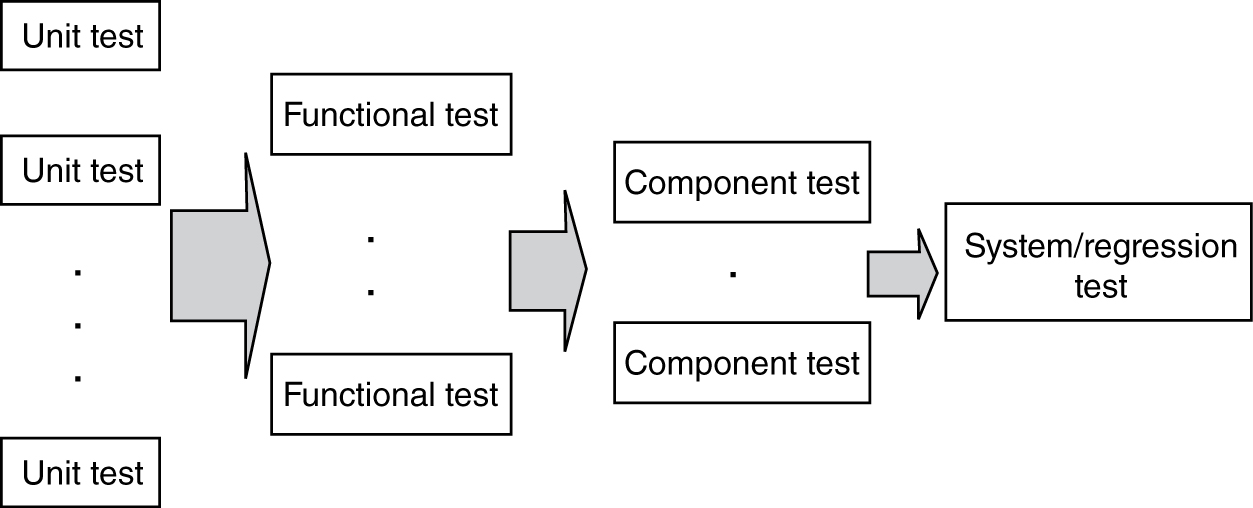 Unit test
Unit test
.
.
.
Unit test
Functional test
.
.
Functional test
Component test
.
Component test
System/regression
test